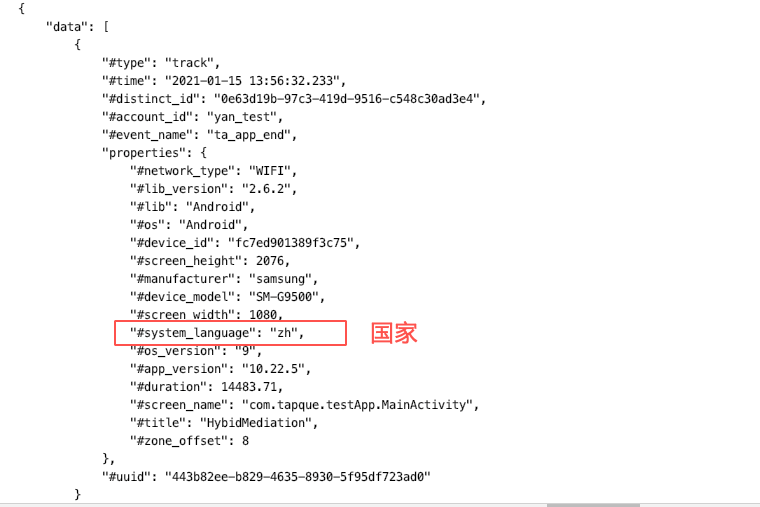 {
"data": [
{
"#type": "track",
"#time": "2021-01-15 13:56:32.233",
"#distinct_id": "0e63d19b-97c3-419d-9516-c548c30ad3e4",
"#account_id": "yan_test",
"#event_name": "ta_app_end",
"properties": {
"#network_type": "WIFI",
"#lib_version": "2.6.2",
"#lib": "Android",
"#os": "Android",
"#device_id": "fc7ed901389f3c75",
"#screen_height": 2076,
"#manufacturer": "samsung",
"#device_model": "SM-G9500",
"#screen_width": 1080,
"#system_language": "zh", 国家
"#os_version": "9",
"#app_version": "10.22.5",
"#duration": 14483.71,
"#screen_name": "com.tapque.testApp.MainActivity",
"#title": "HybidMediation",
"#zone_offset": 8
},
"#uuid": "443b82ee-b829-4635-8930-5f95df723ad0"
}